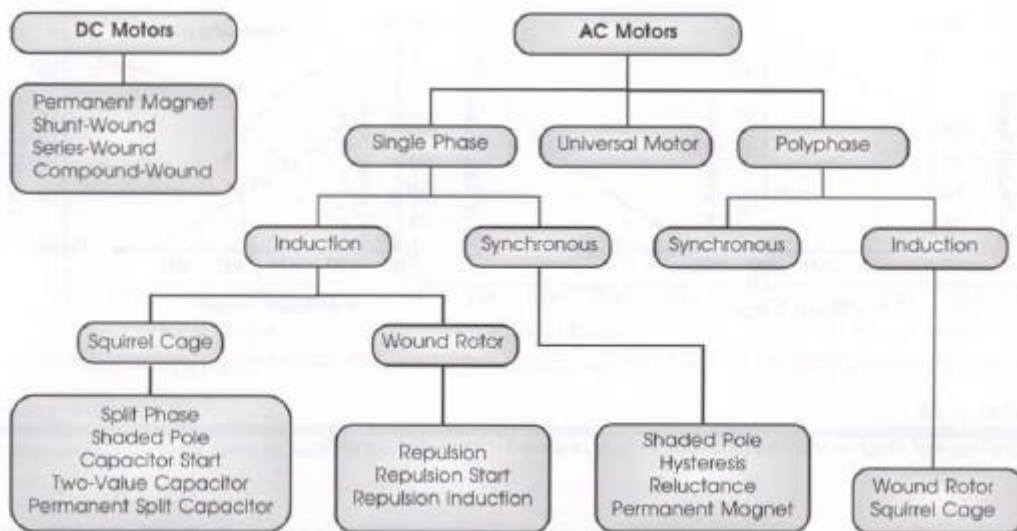 DC Motors
AC Motors
Permanent Magnet
Shunt-Wound
Series-Wound
Compound-Wound
Single Phase
Universal Motor
Polyphase
Induction
Synchronous
Synchronous
Induction
Squirrel Cage
Wound Rotor
Split Phase
Shaded Pole
Capacitor Start
Two-Value Capacitor
Permanent Split Capacitor
Repulsion
Repulsion Start
Repulsion Induction
Shaded Pole
Hysteresis
Reluctance
Permanent Magnet
Wound Rotor
Squirrel Cage